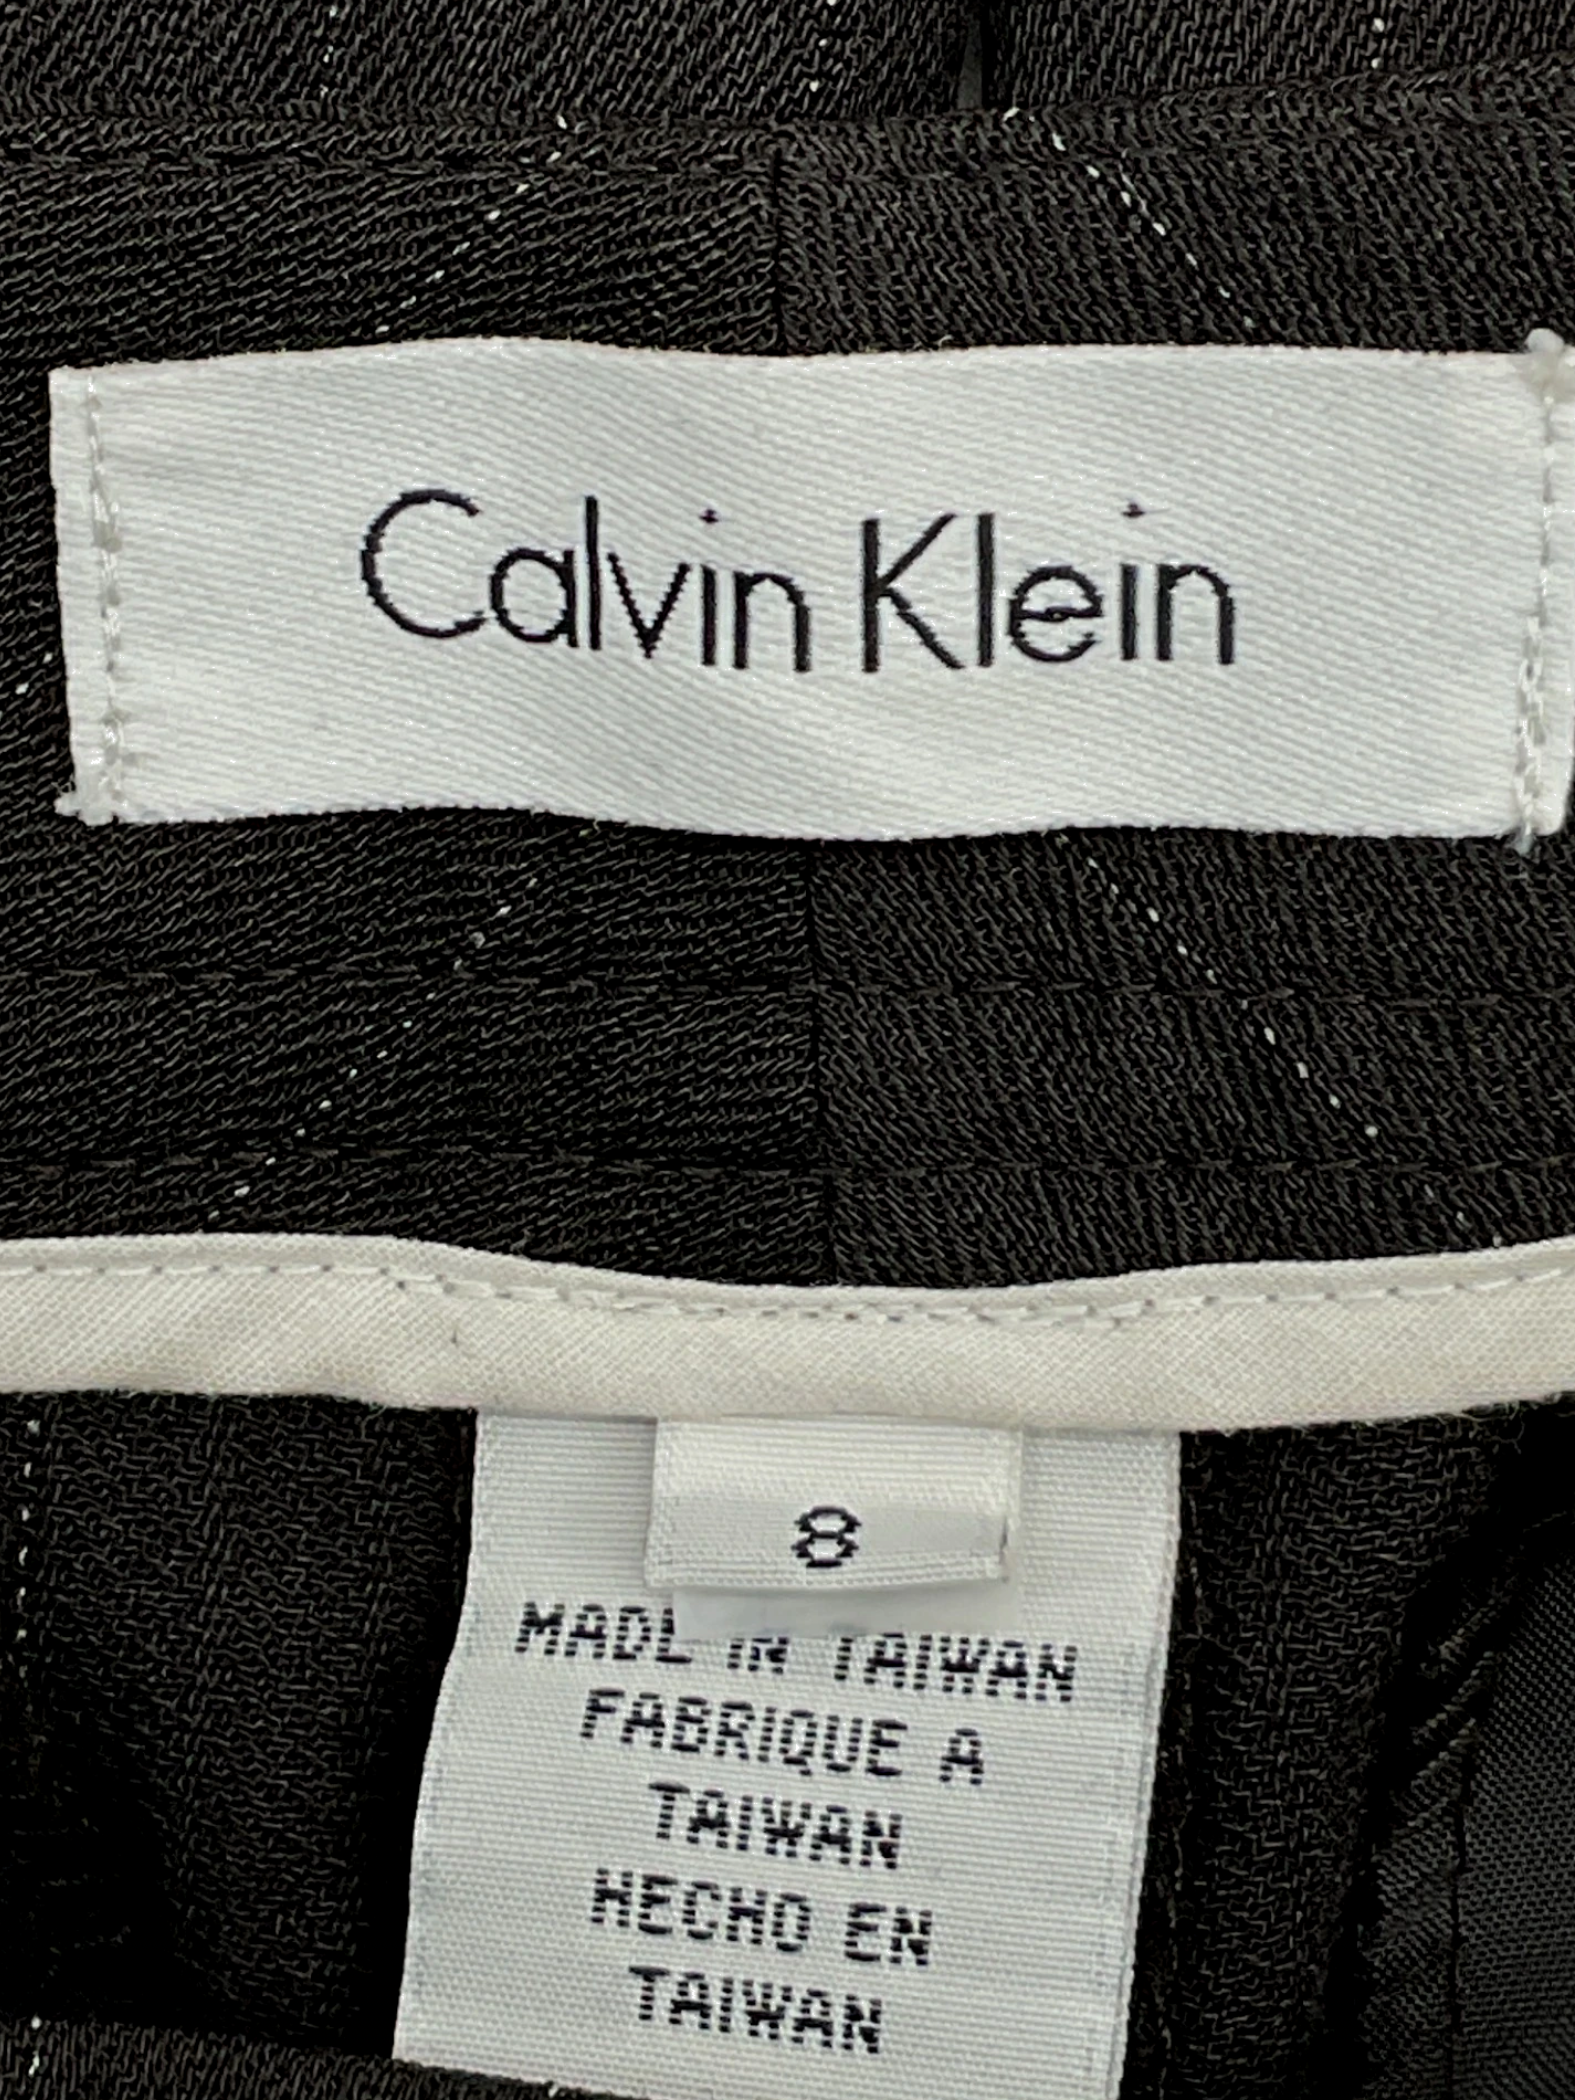 Calvin Klein
8
MADE IN TAIWAN
FABRIQUE A
TAIWAN
HECHO EN
TAIWAN